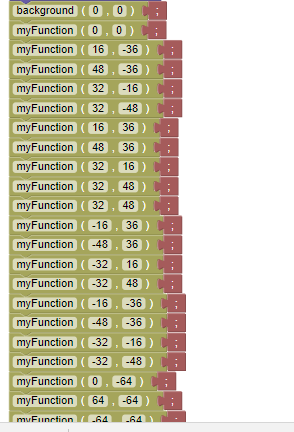 background ( 0 , 0 ) ;
myFunction ( 0 , 0 ) ;
myFunction ( 16 , -36 ) ;
myFunction ( 48 , -36 ) ;
myFunction ( 32 , -16 ) ;
myFunction ( 32 , -48 ) ;
myFunction ( 16 , 36 ) ;
myFunction ( 48 , 36 ) ;
myFunction ( 32 , 16 ) ;
myFunction ( 32 , 48 ) ;
myFunction ( 32 , 48 ) ;
myFunction ( -16 , 36 ) ;
myFunction ( -48 , 36 ) ;
myFunction ( -32 , 16 ) ;
myFunction ( -32 , 48 ) ;
myFunction ( -16 , -36 ) ;
myFunction ( -48 , -36 ) ;
myFunction ( -32 , -16 ) ;
myFunction ( -32 , -48 ) ;
myFunction ( 0 , -64 ) ;
myFunction ( 64 , -64 ) ;
myFunction ( -64 , -64 ) ;